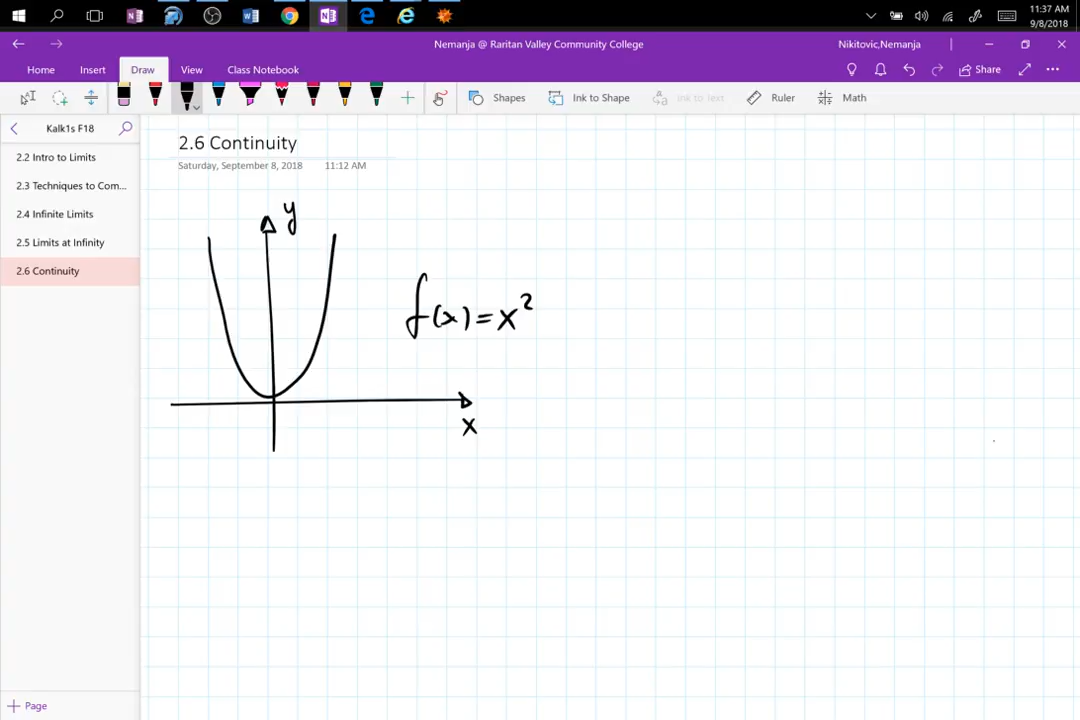 11:37 AM
9/8/2018
Nemanja @ Raritan Valley Community College
Nikitovic,Nemanja
Home Insert Draw View Class Notebook
Share
Shapes Ink to Shape Ink to Text Ruler Math
Kalk1s F18
2.2 Intro to Limits
2.3 Techniques to Com...
2.4 Infinite Limits
2.5 Limits at Infinity
2.6 Continuity
Page
2.6 Continuity
Saturday, September 8, 2018 11:12 AM
y
f(x)=x²
x